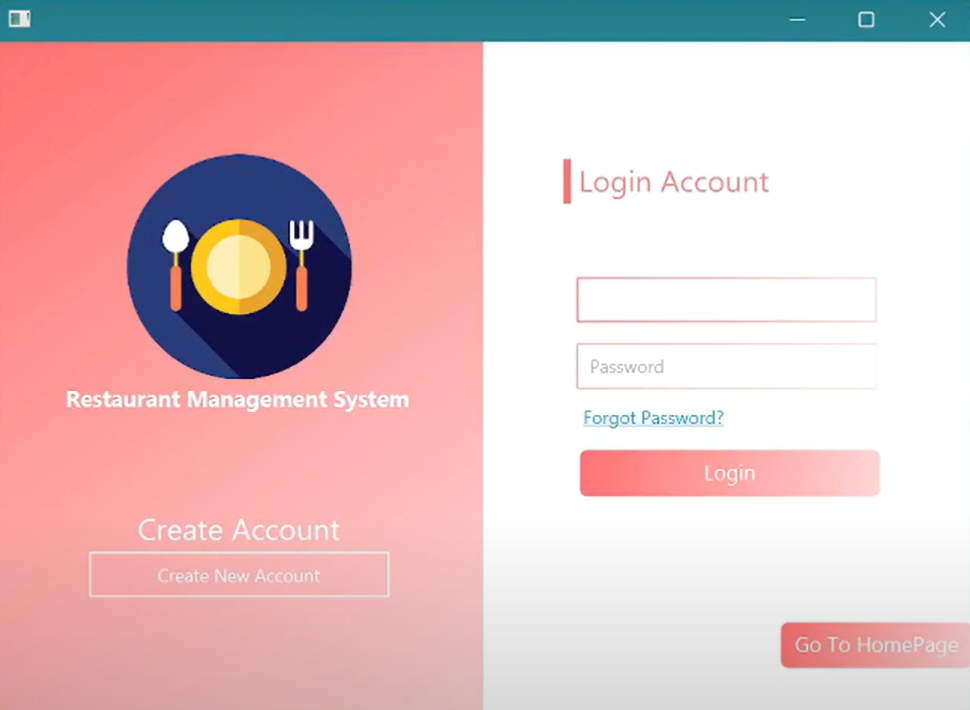 Restaurant Management System
Create Account
Create New Account
Login Account
Password
Forgot Password?
Login
Go To HomePage